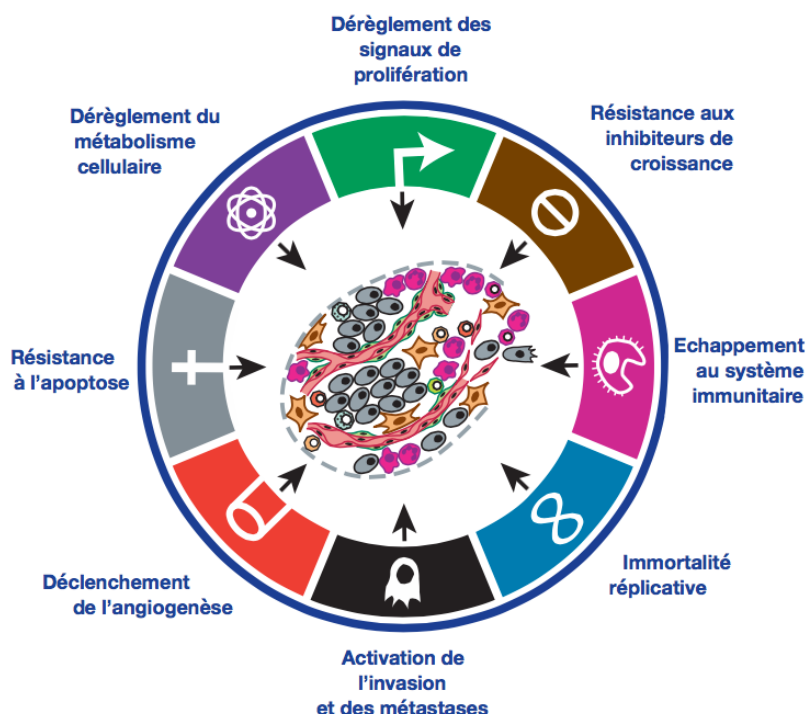 Dérèglement des
signaux de
prolifération
Résistance aux
inhibiteurs de
croissance
Echappement
au système
immunitaire
Immortalité
réplicative
Activation de
l'invasion
et des métastases
Déclenchement
de l'angiogenèse
Résistance
à l'apoptose
Dérèglement du
métabolisme
cellulaire